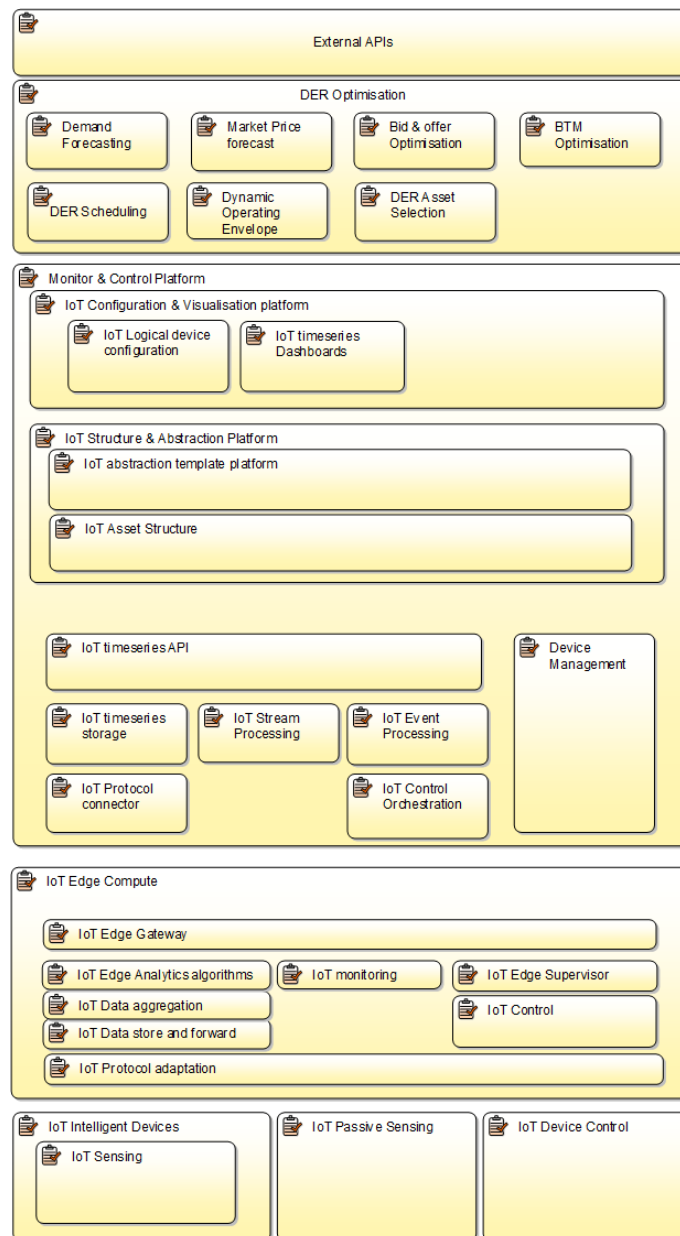 External APIs
DER Optimisation
Demand
Forecasting
Market Price
forecast
Bid & offer
Optimisation
BTM
Optimisation
DER Scheduling
Dynamic
Operating
Envelope
DER Asset
Selection
Monitor & Control Platform
IoT Configuration & Visualisation platform
IoT Logical device
configuration
IoT timeseries
Dashboards
IoT Structure & Abstraction Platform
IoT abstraction template platform
IoT Asset Structure
IoT timeseries API
Device
Management
IoT timeseries
storage
IoT Stream
Processing
IoT Event
Processing
IoT Protocol
connector
IoT Control
Orchestration
IoT Edge Compute
IoT Edge Gateway
IoT Edge Analytics algorithms
IoT monitoring
IoT Edge Supervisor
IoT Data aggregation
IoT Control
IoT Data store and forward
IoT Protocol adaptation
IoT Intelligent Devices
IoT Passive Sensing
IoT Device Control
IoT Sensing